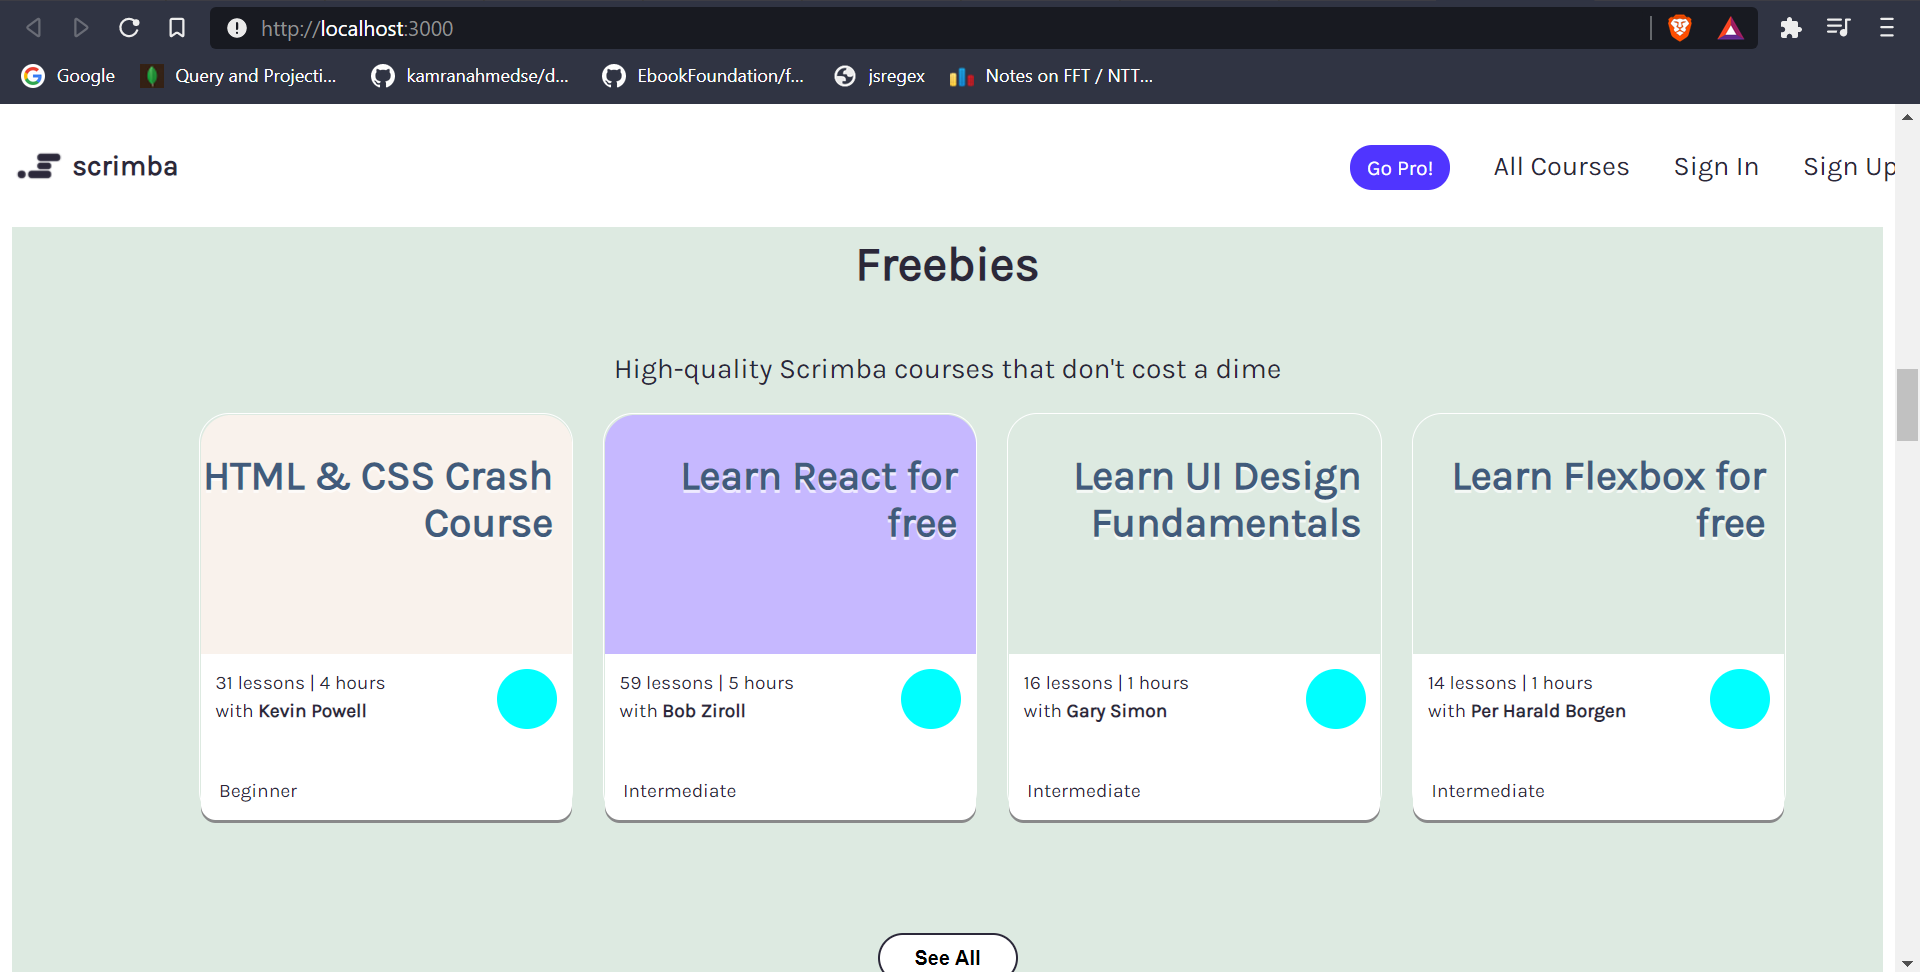 http://localhost:3000
Google
Query and Projecti...
kamranahmedse/d...
EbookFoundation/f...
jsregex
Notes on FFT / NTT...
scrimba
Go Pro!
All Courses
Sign In
Sign Up
Freebies
High-quality Scrimba courses that don't cost a dime
HTML & CSS Crash
Course
31 lessons | 4 hours
with Kevin Powell
Beginner
Learn React for
free
59 lessons | 5 hours
with Bob Ziroll
Intermediate
Learn UI Design
Fundamentals
16 lessons | 1 hours
with Gary Simon
Intermediate
Learn Flexbox for
free
14 lessons | 1 hours
with Per Harald Borgen
Intermediate
See All